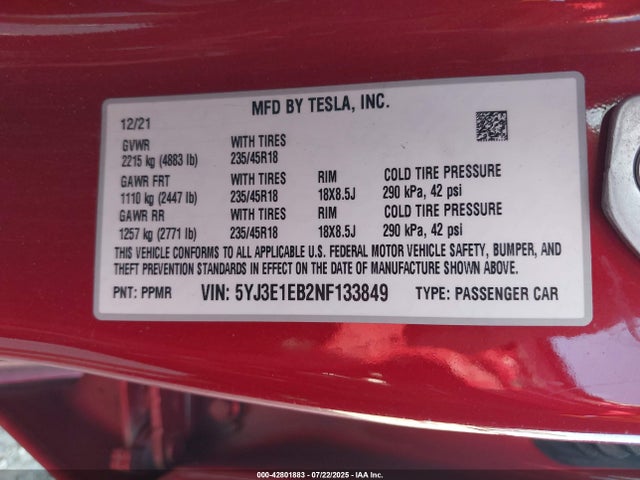 MFD BY TESLA, INC.
12/21
GVWR WITH TIRES
2215 kg (4883 lb) 235/45R18
GAWR FRT WITH TIRES RIM COLD TIRE PRESSURE
1110 kg (2447 lb) 235/45R18 18X8.5J 290 kPa, 42 psi
GAWR RR WITH TIRES RIM COLD TIRE PRESSURE
1257 kg (2771 lb) 235/45R18 18X8.5J 290 kPa, 42 psi
THIS VEHICLE CONFORMS TO ALL APPLICABLE U.S. FEDERAL MOTOR VEHICLE SAFETY, BUMPER, AND
THEFT PREVENTION STANDARDS IN EFFECT ON THE DATE OF MANUFACTURE SHOWN ABOVE.
PNT: PPMR VIN: 5YJ3E1EB2NF133849 TYPE: PASSENGER CAR
000-42801883 | 07/22/2025 - IAA Inc.